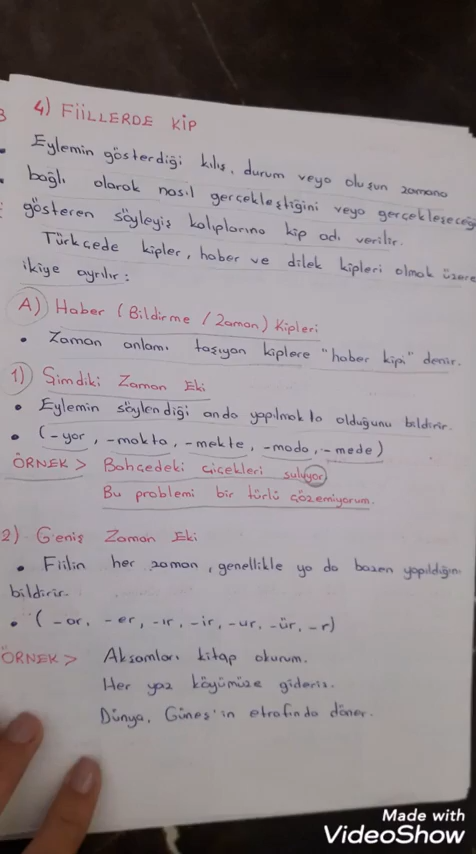 4) FİİLLERDE KİP
Eylemin gösterdiği kılış, durum veya oluşun zamana
bağlı olarak nasıl gerçekleştiğini veya gerçekleşeceği
gösteren söyleyiş kalıplarına kip adı verilir.
Türkçede kipler, haber ve dilek kipleri olmak üzere
ikiye ayrılır:
A) Haber (Bildirme / Zaman) Kipleri
• Zaman anlamı taşıyan kiplere "haber kipi" denir.
1) Şimdiki Zaman Eki
• Eylemin söylendiği anda yapılmakta olduğunu bildirir.
• (-yor, -makta, -mekte, -mada, -mede)
ÖRNEK > Bahçedeki çiçekleri suluyor
Bu problemi bir türlü çözemiyorum.
2) Geniş Zaman Eki
• Fiilin her zaman, genellikle ya da bazen yapıldığını
bildirir.
• (-ar, -er, -ır, -ir, -ur, -ür, -r)
ÖRNEK > Akşamları kitap okurum.
Her yaz köyümüze gideriz.
Dünya, Güneş'in etrafında döner.
Made with
VideoShow